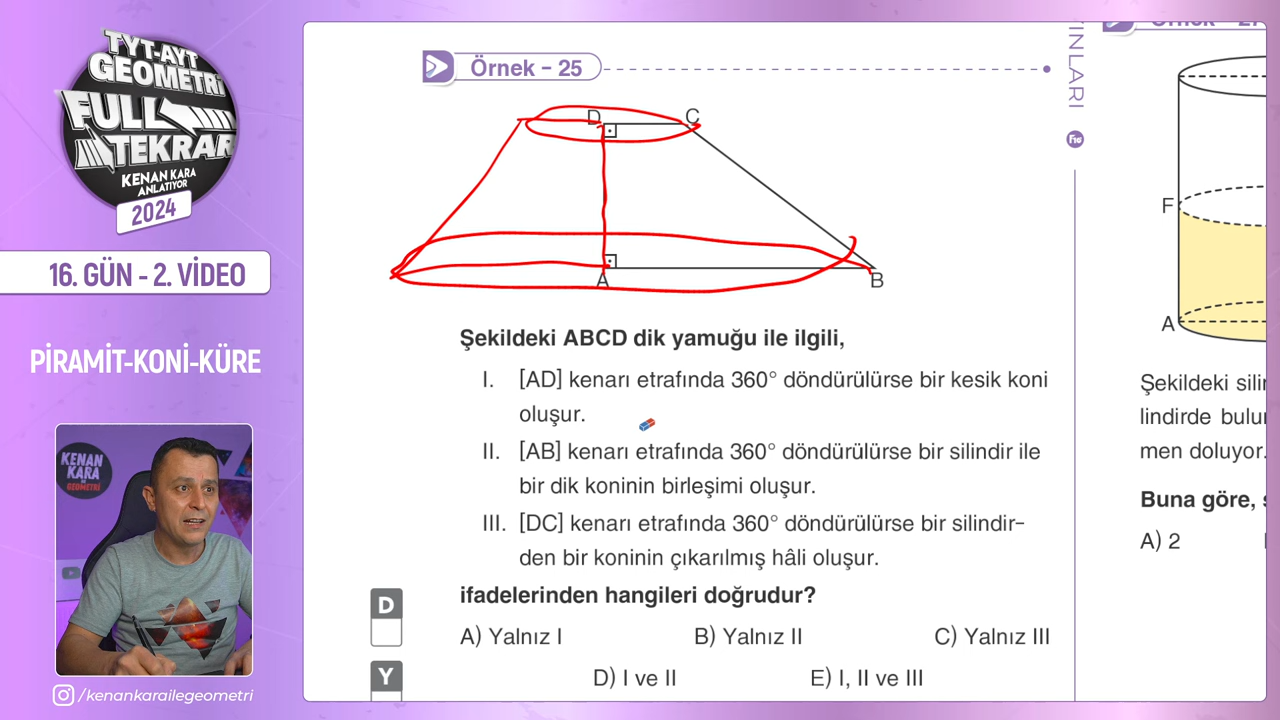 TYT-AYT
GEOMETRİ
FULL
TEKRAR
KENAN KARA
ANLATIYOR
2024
16. GÜN - 2. VİDEO
PİRAMİT-KONİ-KÜRE
KENAN
KARA
GEOMETRİ
/kenankarailegeometri
Örnek – 25
D
C
A
B
Şekildeki ABCD dik yamuğu ile ilgili,
I. [AD] kenarı etrafında 360° döndürülürse bir kesik koni
oluşur.
II. [AB] kenarı etrafında 360° döndürülürse bir silindir ile
bir dik koninin birleşimi oluşur.
III. [DC] kenarı etrafında 360° döndürülürse bir silindir–
den bir koninin çıkarılmış hâli oluşur.
ifadelerinden hangileri doğrudur?
A) Yalnız I B) Yalnız II C) Yalnız III
D) I ve II E) I, II ve III
D
Y
INLARI
F
A
Şekildeki
lindirde
men doluyor.
Buna göre,
A) 2